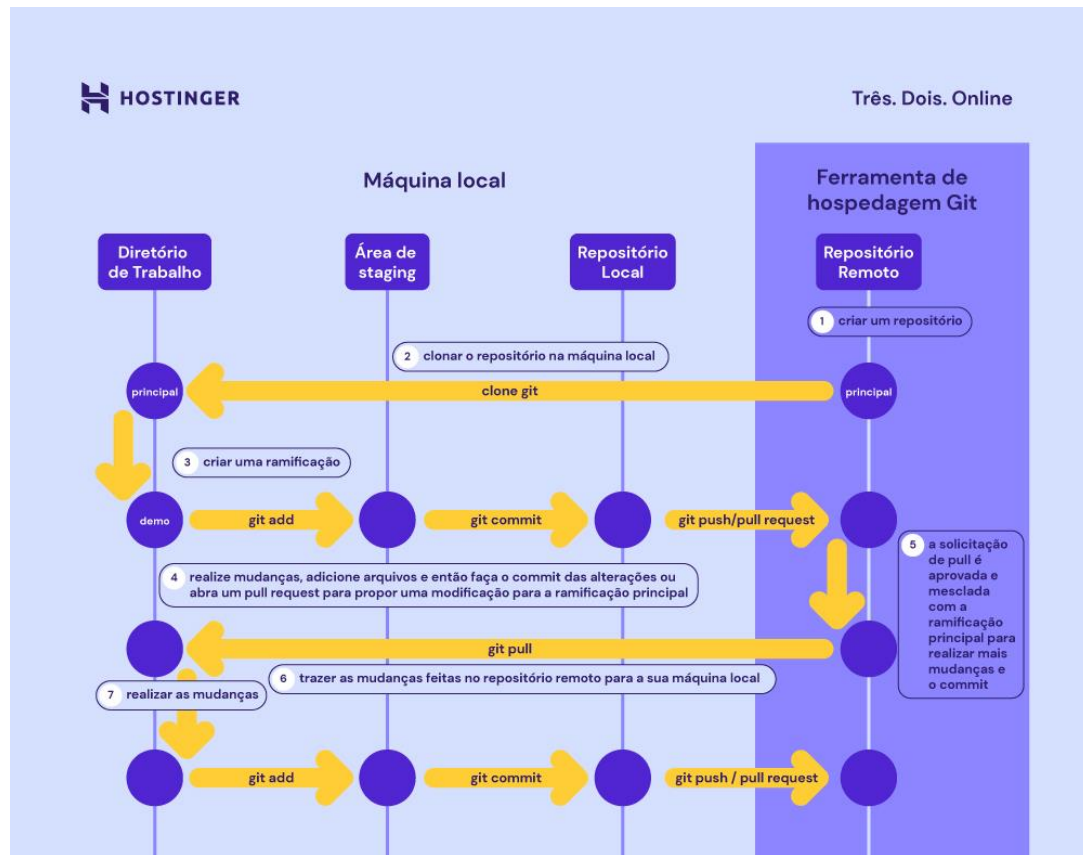 HOSTINGER
Três. Dois. Online
Máquina local
Ferramenta de
hospedagem Git
Diretório
de Trabalho
Área de
staging
Repositório
Local
Repositório
Remoto
1 criar um repositório
2 clonar o repositório na máquina local
principal
clone git
principal
3 criar uma ramificação
demo
git add
git commit
git push/pull request
5 a solicitação
de pull é
aprovada e
mesclada
com a
ramificação
principal para
realizar mais
mudanças e
o commit
4 realize mudanças, adicione arquivos e então faça o commit das alterações ou
abra um pull request para propor uma modificação para a ramificação principal
git pull
6 trazer as mudanças feitas no repositório remoto para a sua máquina local
7 realizar as mudanças
git add
git commit
git push / pull request